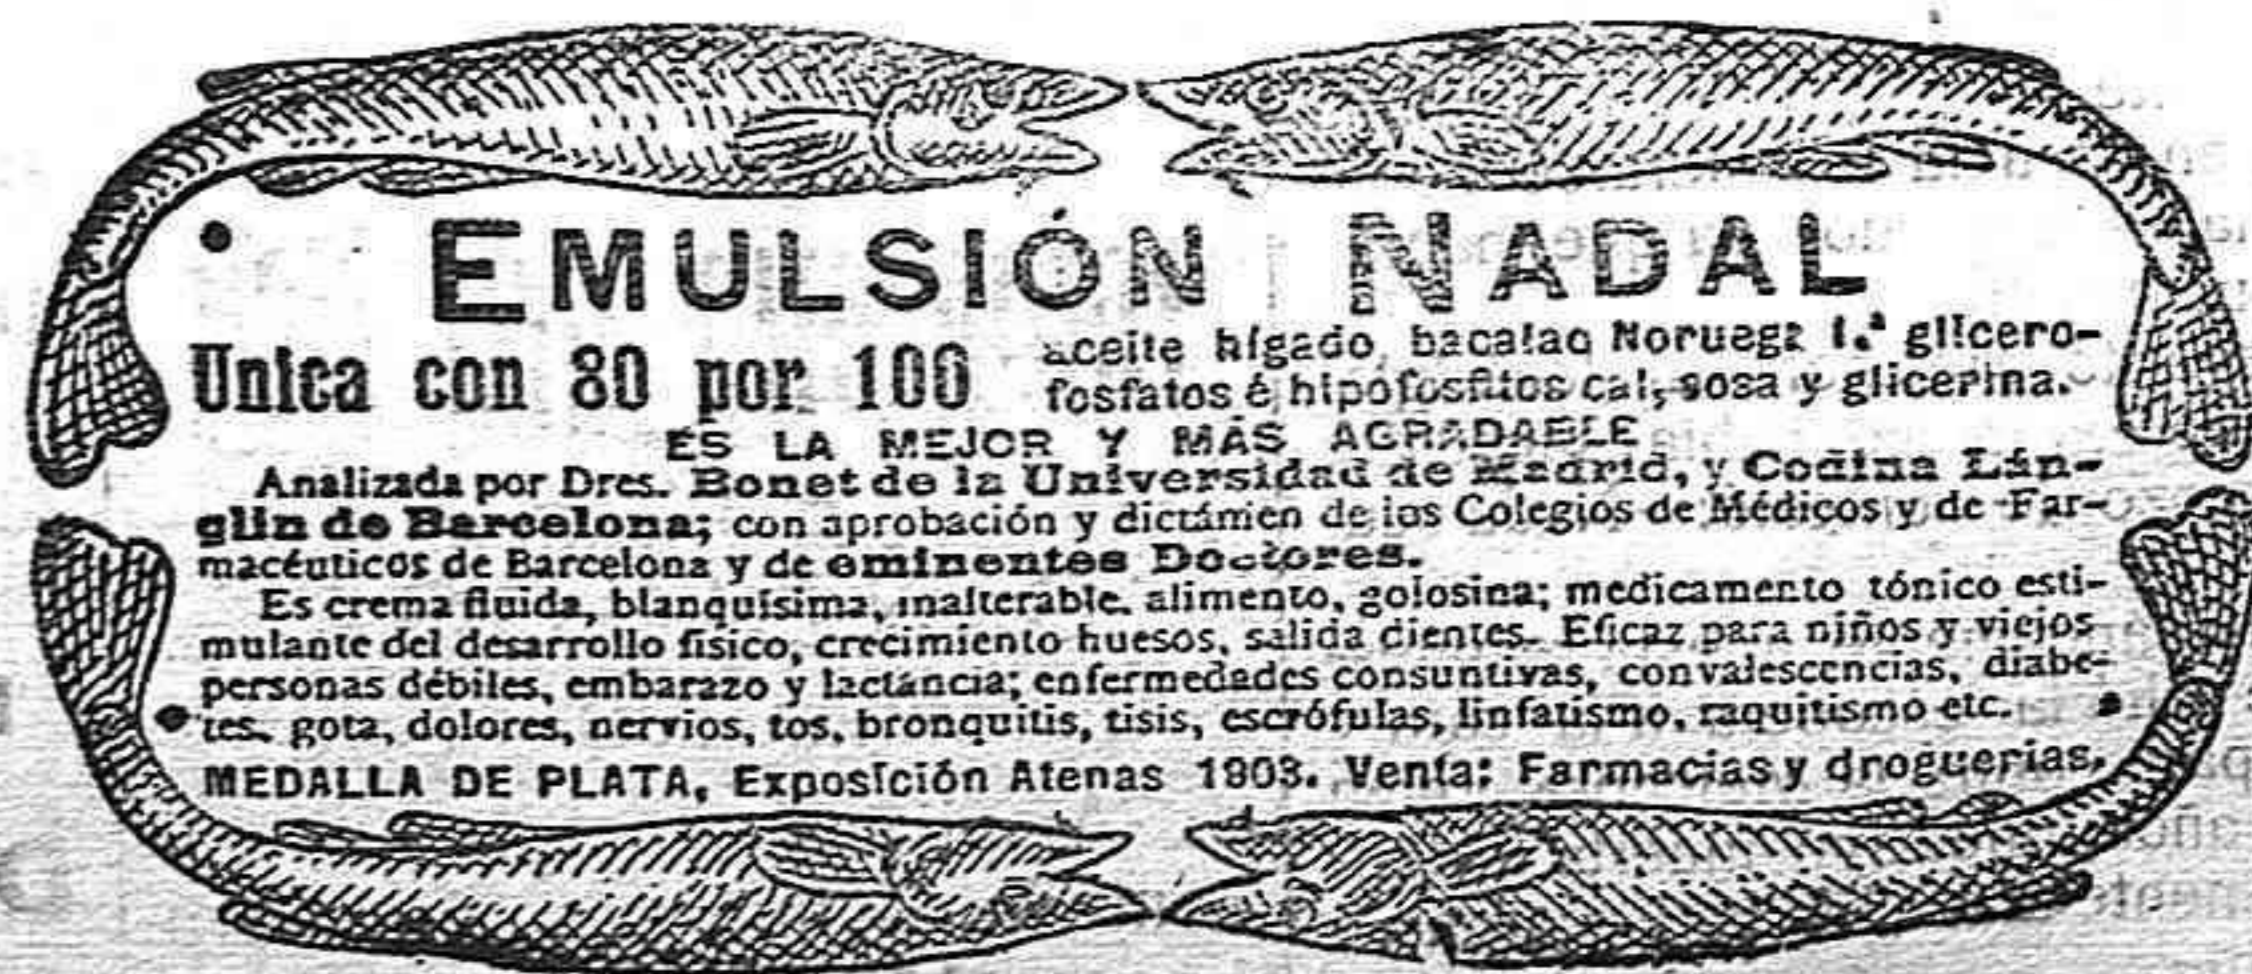 EMULSIÓN NADAL
Unica con 80 por 100 aceite hígado, bacalao Noruega 1.ª glicero-
fosfatos é hipofosfitos cal, sosa y glicerina.
ES LA MEJOR Y MÁS AGRADABLE
Analizada por Dres. Bonet de la Universidad de Madrid, y Codina Län-
glin de Barcelona; con aprobación y dictámen de los Colegios de Médicos y de Far-
macéuticos de Barcelona y de eminentes Doctores.
Es crema fluida, blanquísima, inalterable, alimento, golosina; medicamento tónico esti-
mulante del desarrollo físico, crecimiento huesos, salida dientes. Eficaz para niños y viejos
personas débiles, embarazo y lactancia; enfermedades consuntivas, convalescencias, diabe-
tes, gota, dolores, nervios, tos, bronquitis, tisis, escrófulas, linfatismo, raquitismo etc.
MEDALLA DE PLATA, Exposición Atenas 1903. Venta: Farmacias y droguerías.